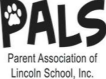 PALS
Parent Association of
Lincoln School, Inc.